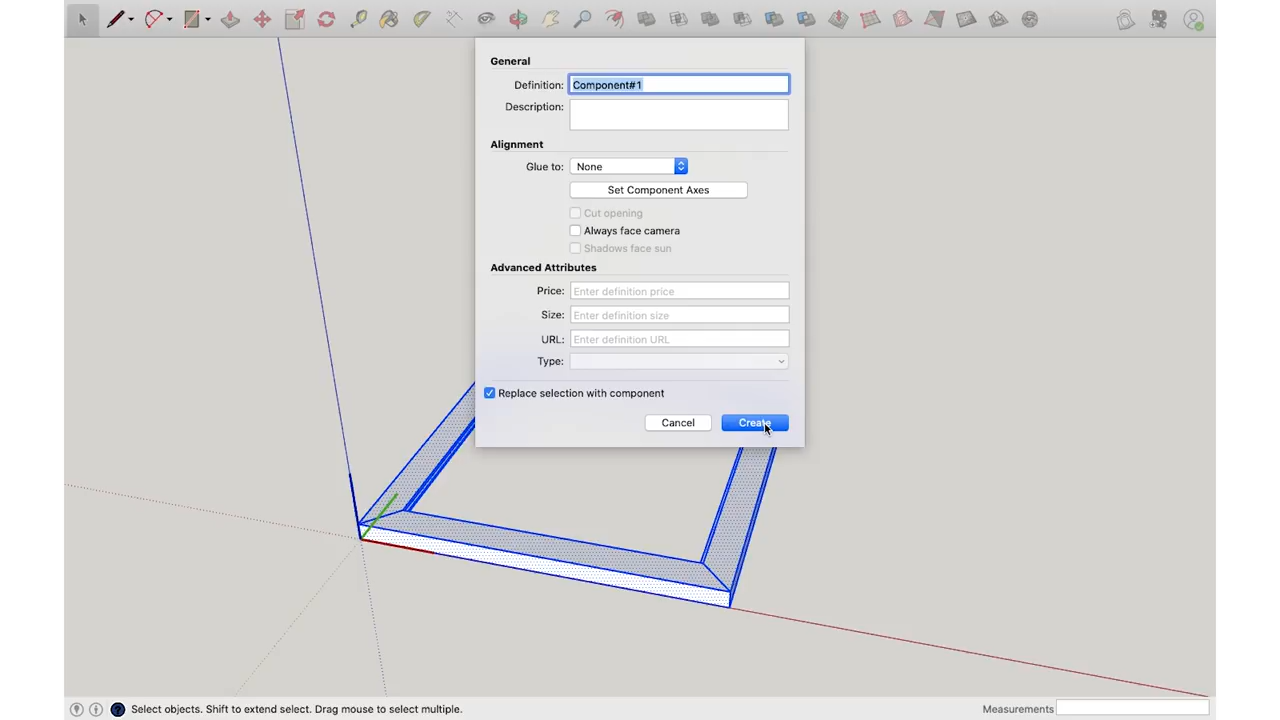 General
Definition: Component#1
Description:
Alignment
Glue to: None
Set Component Axes
Cut opening
Always face camera
Shadows face sun
Advanced Attributes
Price: Enter definition price
Size: Enter definition size
URL: Enter definition URL
Type:
Replace selection with component
Cancel Create
Select objects. Shift to extend select. Drag mouse to select multiple. Measurements